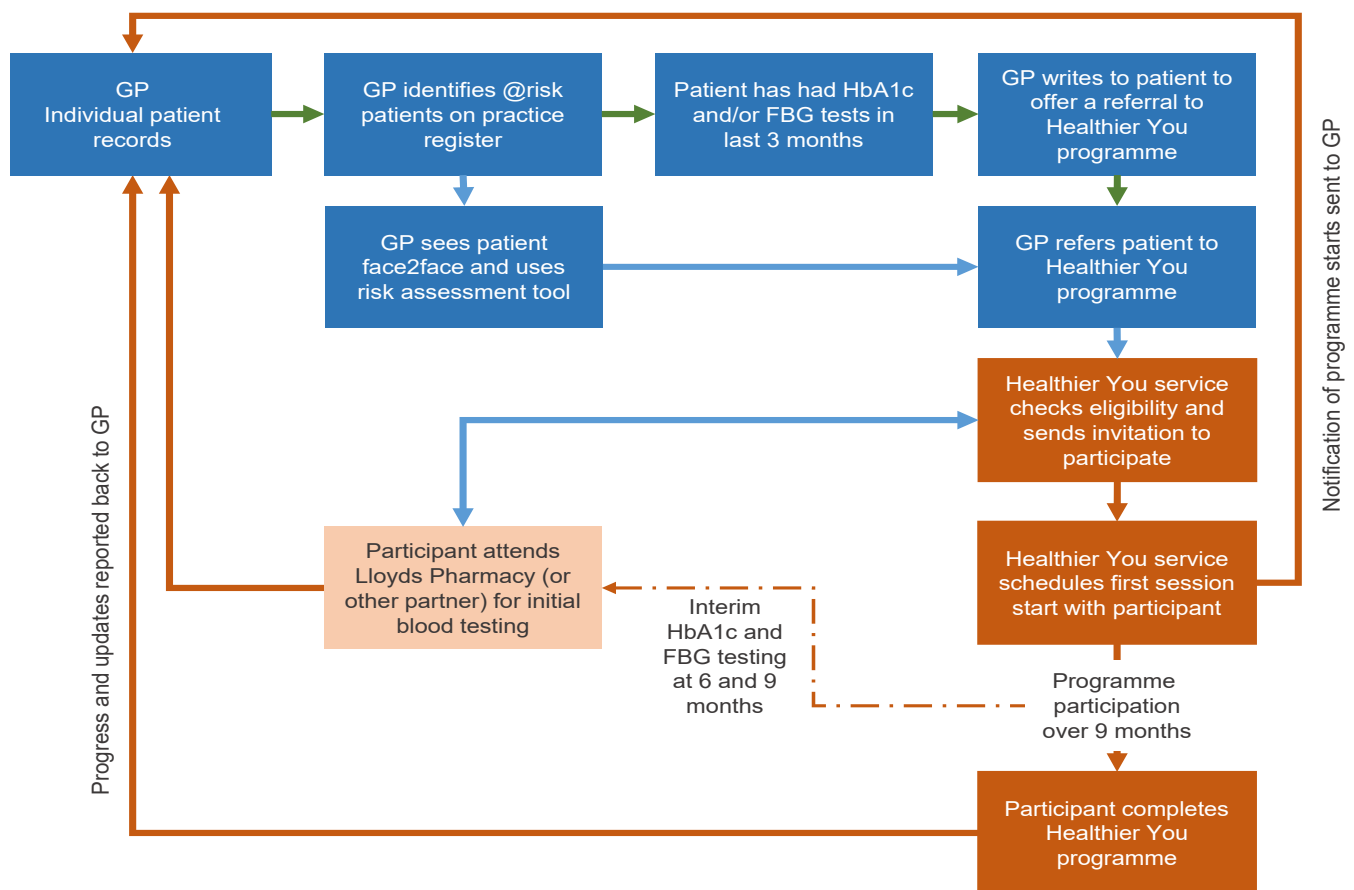 GP
Individual patient
records
GP identifies @risk
patients on practice
register
Patient has had HbA1c
and/or FBG tests in
last 3 months
GP writes to patient to
offer a referral to
Healthier You
programme
GP sees patient
face2face and uses
risk assessment tool
GP refers patient to
Healthier You
programme
Healthier You service
checks eligibility and
sends invitation to
participate
Participant attends
Lloyds Pharmacy (or
other partner) for initial
blood testing
Healthier You service
schedules first session
start with participant
Interim
HbA1c and
FBG testing
at 6 and 9
months
Programme
participation
over 9 months
Participant completes
Healthier You
programme
Progress and updates reported back to GP
Notification of programme starts sent to GP